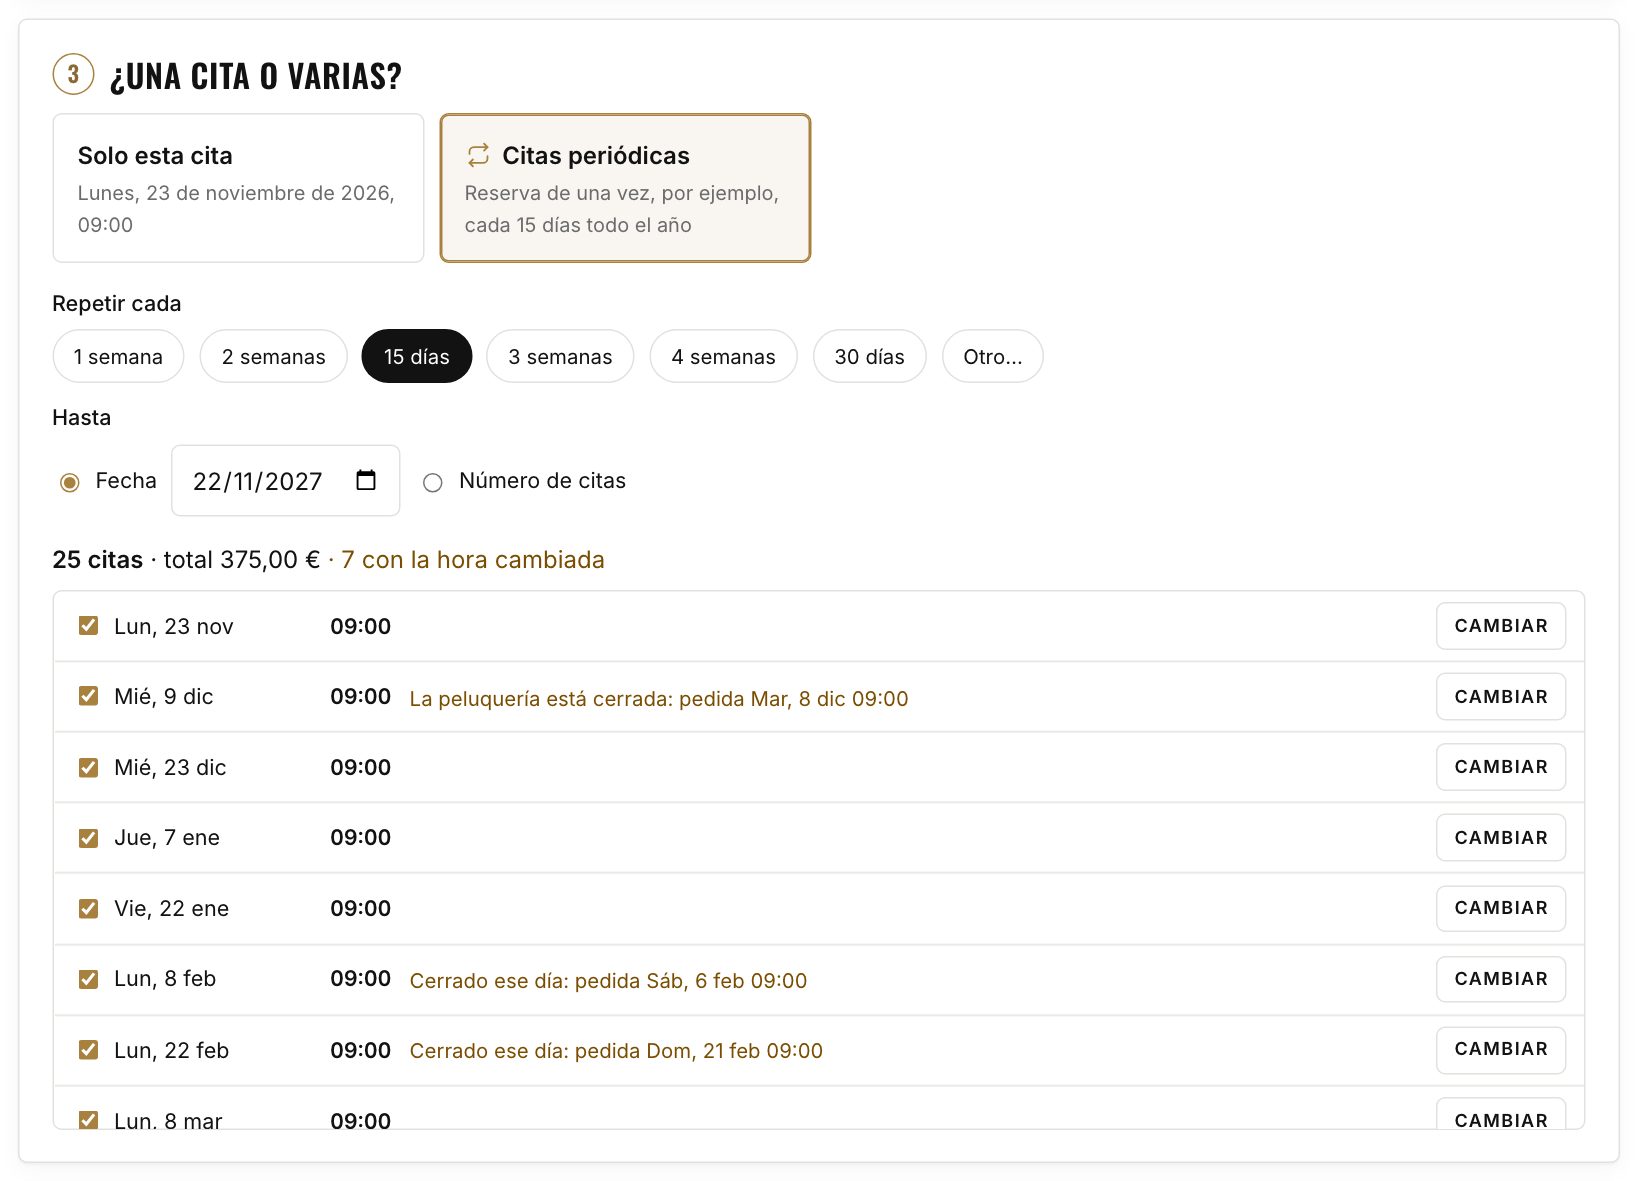 3 ¿UNA CITA O VARIAS?
Solo esta cita
Lunes, 23 de noviembre de 2026,
09:00
Citas periódicas
Reserva de una vez, por ejemplo,
cada 15 días todo el año
Repetir cada
1 semana 2 semanas 15 días 3 semanas 4 semanas 30 días Otro...
Hasta
Fecha 22/11/2027 Número de citas
25 citas · total 375,00 € · 7 con la hora cambiada
Lun, 23 nov 09:00 CAMBIAR
Mié, 9 dic 09:00 La peluquería está cerrada: pedida Mar, 8 dic 09:00 CAMBIAR
Mié, 23 dic 09:00 CAMBIAR
Jue, 7 ene 09:00 CAMBIAR
Vie, 22 ene 09:00 CAMBIAR
Lun, 8 feb 09:00 Cerrado ese día: pedida Sáb, 6 feb 09:00 CAMBIAR
Lun, 22 feb 09:00 Cerrado ese día: pedida Dom, 21 feb 09:00 CAMBIAR
Lun, 8 mar 09:00 CAMBIAR